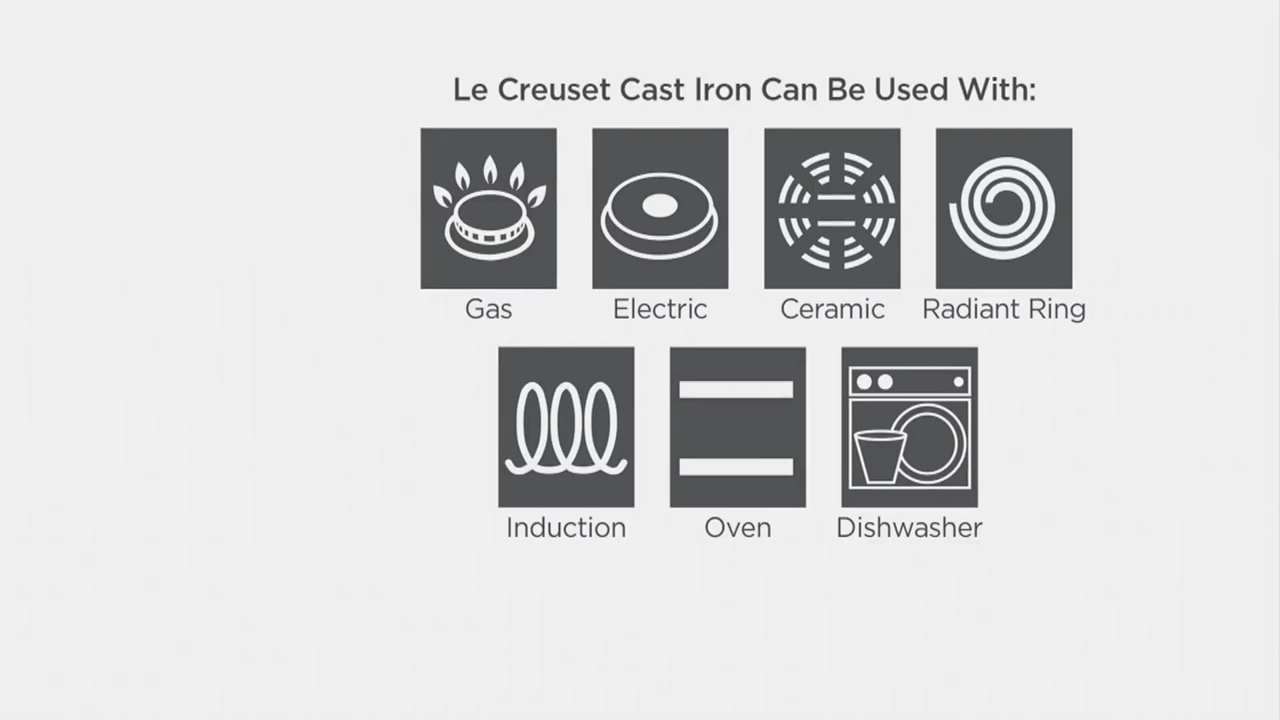 Le Creuset Cast Iron Can Be Used With:
Gas
Electric
Ceramic
Radiant Ring
Induction
Oven
Dishwasher